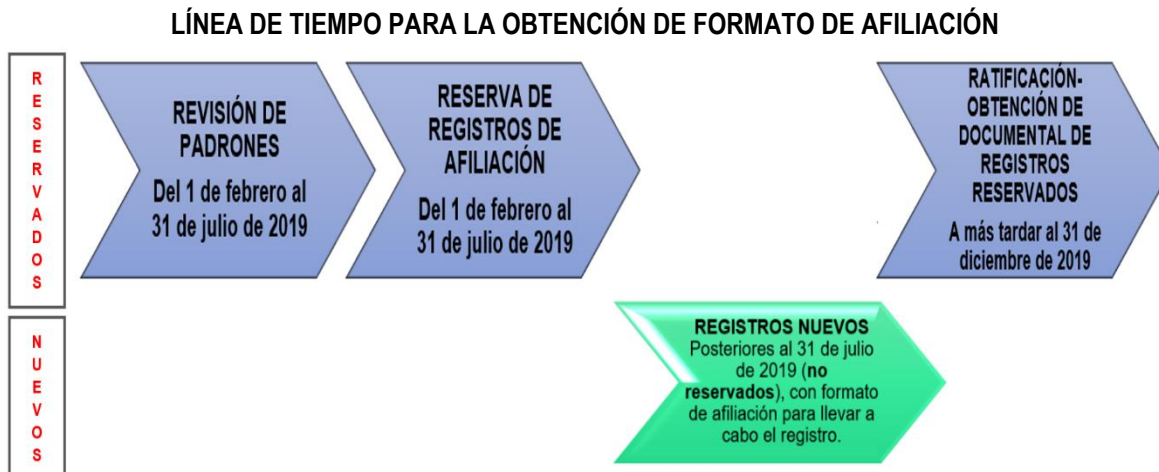 LÍNEA DE TIEMPO PARA LA OBTENCIÓN DE FORMATO DE AFILIACIÓN
RESERVADOS
REVISIÓN DE
PADRONES
Del 1 de febrero al
31 de julio de 2019
RESERVA DE
REGISTROS DE
AFILIACIÓN
Del 1 de febrero al
31 de julio de 2019
RATIFICACIÓN-
OBTENCIÓN DE
DOCUMENTAL DE
REGISTROS
RESERVADOS
A más tardar al 31 de
diciembre de 2019
NUEVOS
REGISTROS NUEVOS
Posteriores al 31 de julio
de 2019 (no
reservados), con formato
de afiliación para llevar a
cabo el registro.